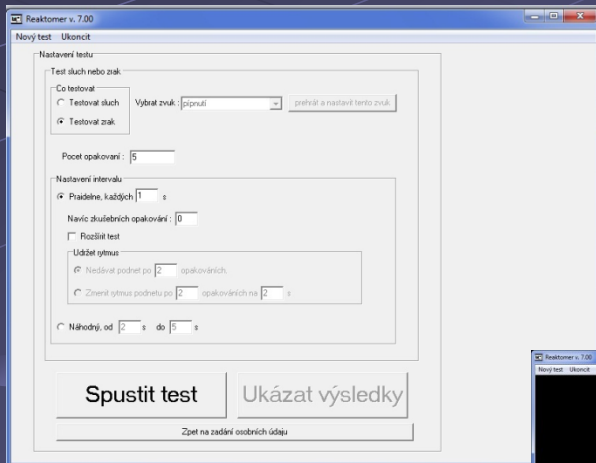 Reaktomer v. 7.00
Nový test Ukoncit
Nastavení testu
Test sluch nebo zrak
Co testovat
Testovat sluch
Vybrat zvuk : pípnutí
prehrát a nastavit tento zvuk
Testovat zrak
Pocet opakovaní : 5
Nastavení intervalu
Praidelne, každých 1 s
Navíc zkušebních opakování : 0
Rozšírit test
Udržet rytmus
Nedávat podnet po 2 opakováních.
Zmenit rytmus podnetu po 2 opakováních na 2 s
Náhodný, od 2 s do 5 s
Spustit test
Ukázat výsledky
Zpet na zadání osobních údaju
Reaktomer v. 7.00
Nový test Ukoncit